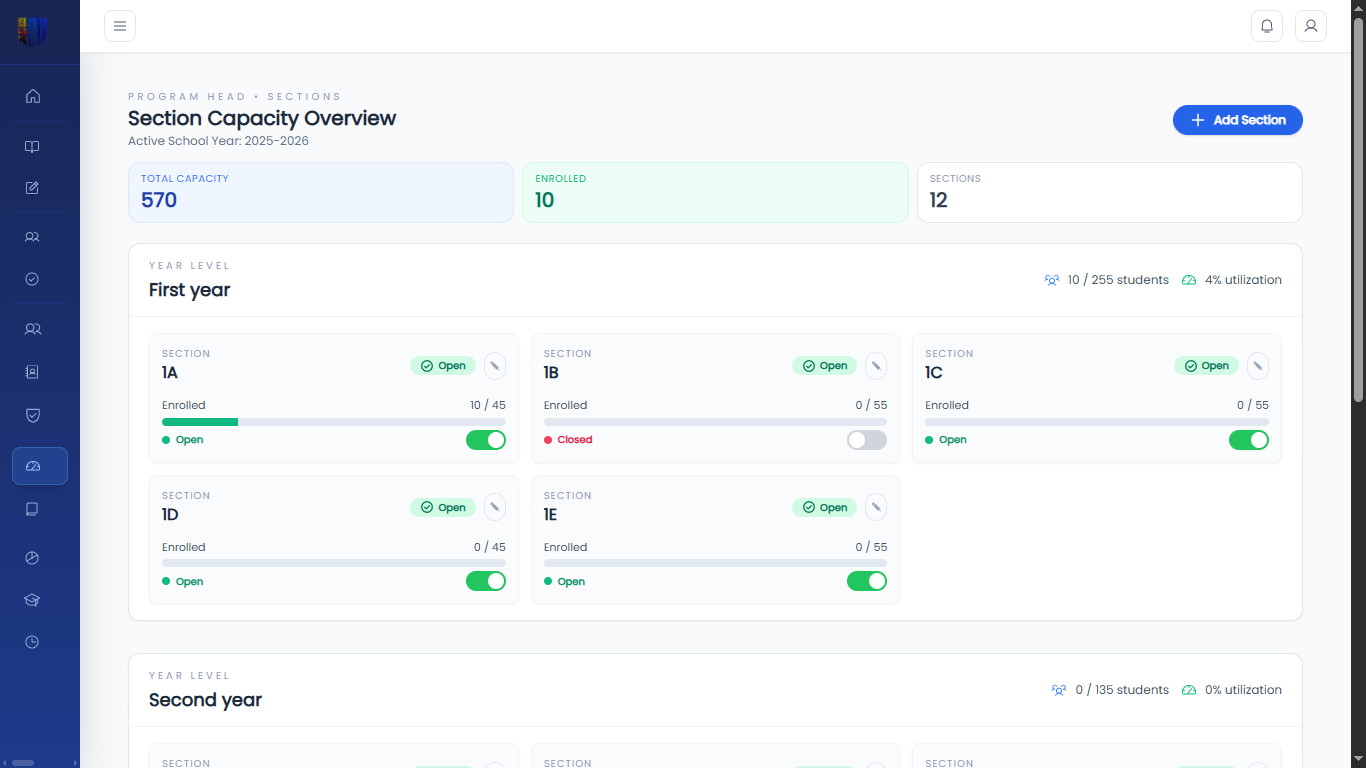 PROGRAM HEAD • SECTIONS
Section Capacity Overview
Active School Year: 2025-2026
Add Section
TOTAL CAPACITY
570
ENROLLED
10
SECTIONS
12
YEAR LEVEL
First year
10 / 255 students
4% utilization
SECTION
1A
Open
Enrolled
10 / 45
Open
SECTION
1B
Open
Enrolled
0 / 55
Closed
SECTION
1C
Open
Enrolled
0 / 55
Open
SECTION
1D
Open
Enrolled
0 / 45
Open
SECTION
1E
Open
Enrolled
0 / 55
Open
YEAR LEVEL
Second year
0 / 135 students
0% utilization
SECTION
SECTION
SECTION